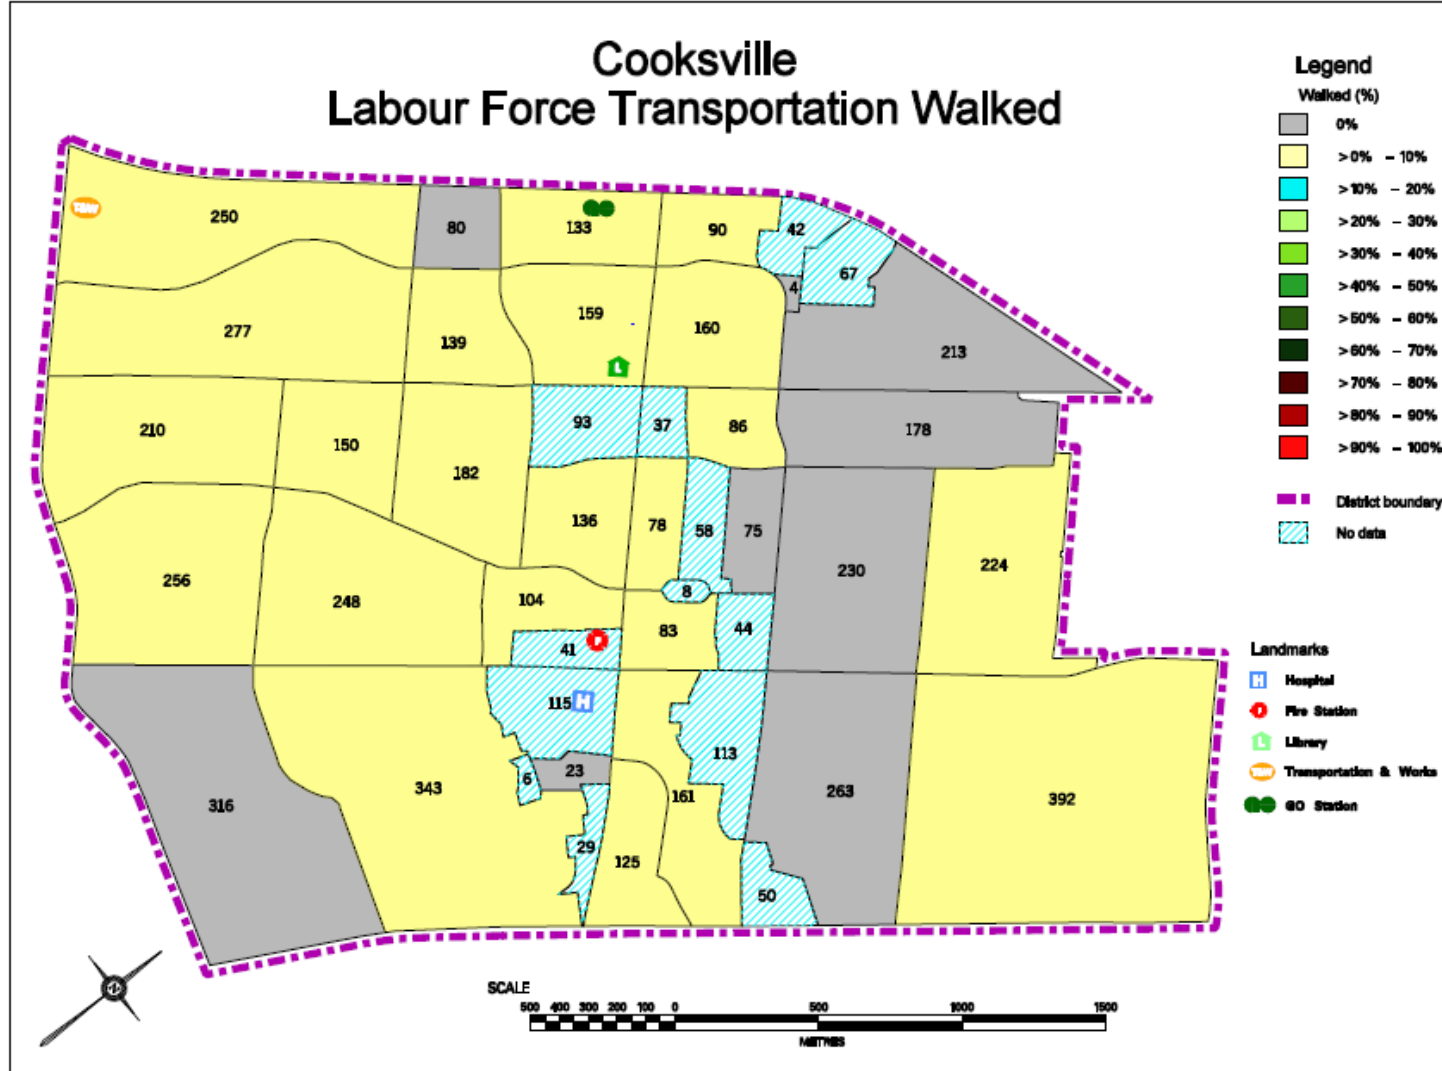 Cooksville
Labour Force Transportation Walked
Legend
Walked (%)
0%
>0% - 10%
>10% - 20%
>20% - 30%
>30% - 40%
>40% - 50%
>50% - 60%
>60% - 70%
>70% - 80%
>80% - 90%
>90% - 100%
District boundary
No data
Landmarks
H Hospital
F Fire Station
L Library
T&W Transportation & Works
GO Station
T&W
250
80
133
90
42
67
4
277
139
159
160
213
L
210
150
182
93
37
86
178
136
78
58
75
256
248
104
8
230
224
41
F
83
44
115
H
113
316
343
6
23
161
263
392
29
125
50
N
SCALE
500 400 300 200 100 0 500 1000 1500
METRES